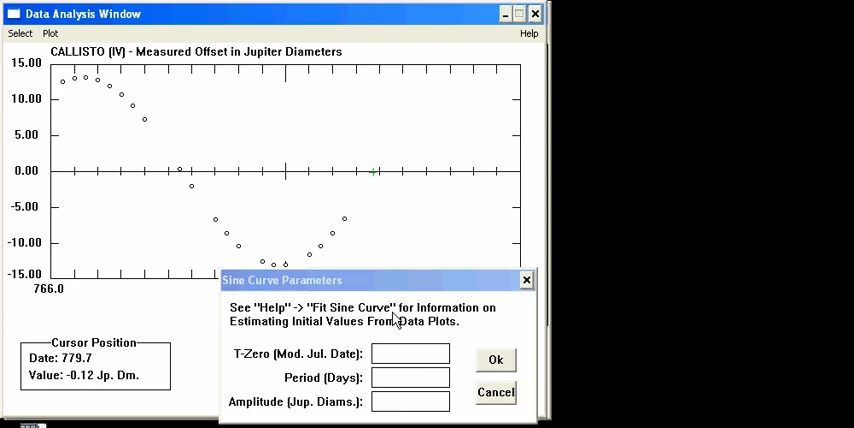 Data Analysis Window
Select Plot Help
CALLISTO (IV) - Measured Offset in Jupiter Diameters
15.00
10.00
5.00
0.00
-5.00
-10.00
-15.00
766.0
Sine Curve Parameters
See "Help" -> "Fit Sine Curve" for Information on
Estimating Initial Values From Data Plots.
T-Zero (Mod. Jul. Date):
Period (Days):
Amplitude (Jup. Diams.):
Ok
Cancel
Cursor Position
Date: 779.7
Value: -0.12 Jp. Dm.